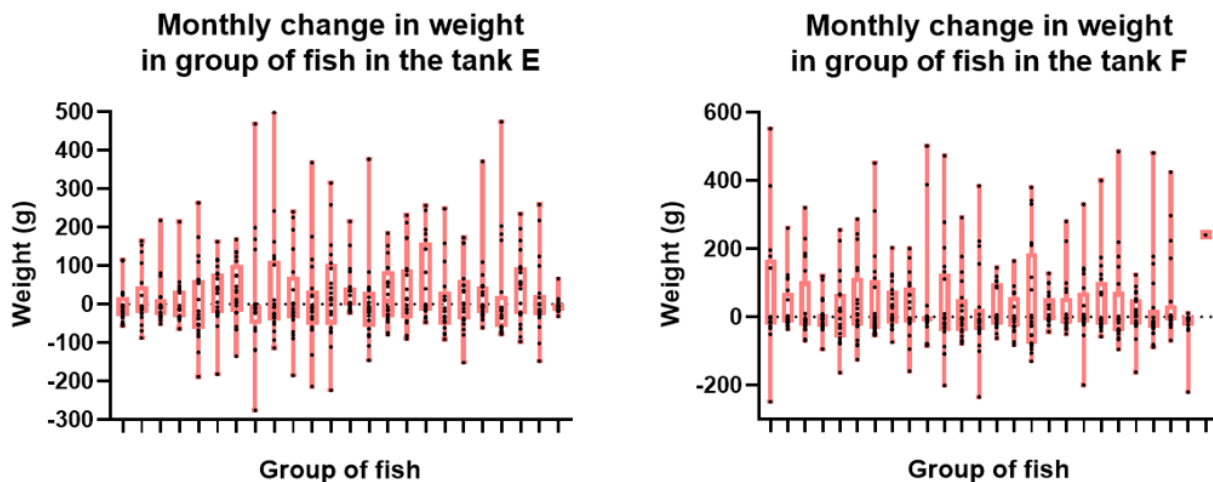 Monthly change in weight
in group of fish in the tank E
500
400
300
200
100
0
-100
-200
-300
Weight (g)
Group of fish
Monthly change in weight
in group of fish in the tank F
600
400
200
0
-200
Weight (g)
Group of fish